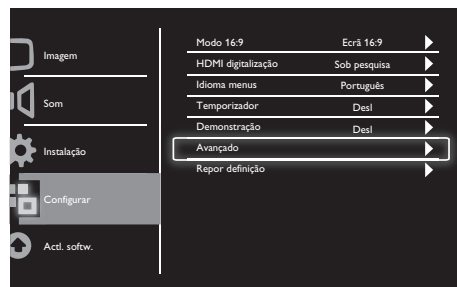 Imagem
Som
Instalação
Configurar
Actl. softw.
Modo 16:9 Ecrã 16:9
HDMI digitalização Sob pesquisa
Idioma menus Português
Temporizador Desl
Demonstração Desl
Avançado
Repor definição